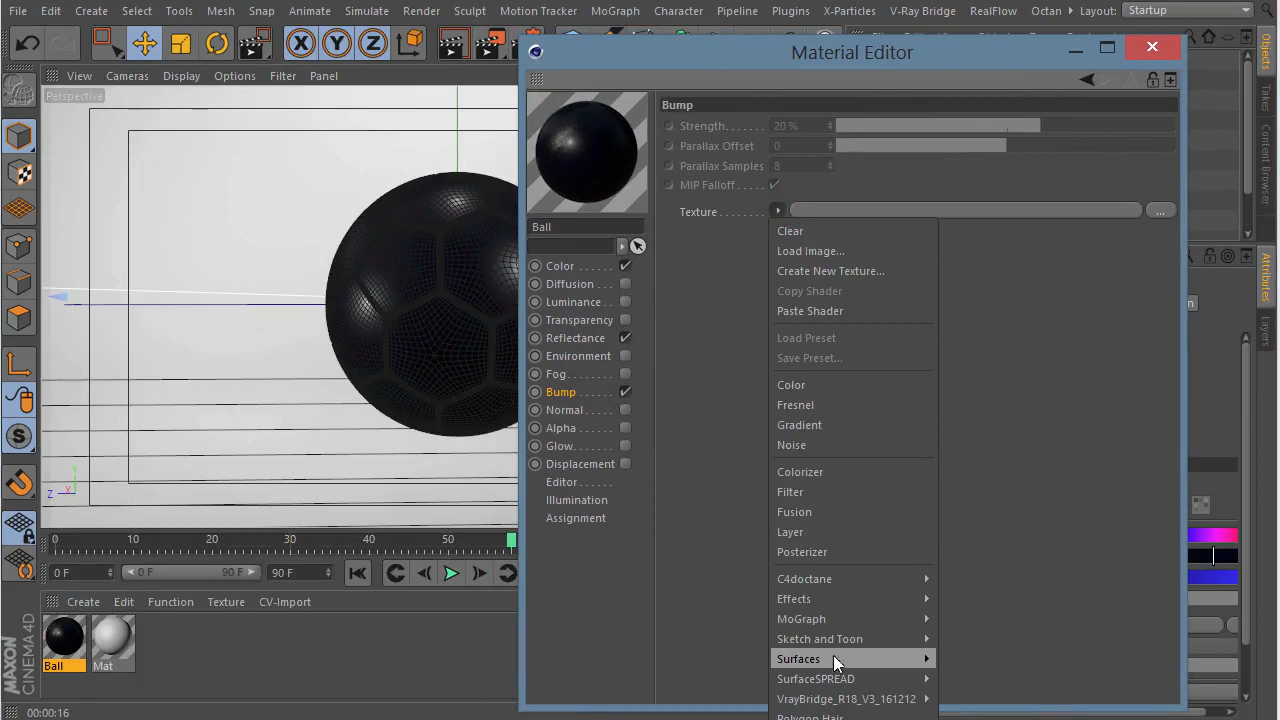 File Edit Create Select Tools Mesh Snap Animate Simulate Render Sculpt Motion Tracker MoGraph Character Pipeline Plugins X-Particles V-Ray Bridge RealFlow Octan Layout: Startup
X Y Z
Material Editor
View Cameras Display Options Filter Panel
Perspective
Bump
Strength 20 %
Parallax Offset 0
Parallax Samples 8
MIP Falloff
Texture ...
Ball
Color
Diffusion
Luminance
Transparency
Reflectance
Environment
Fog
Bump
Normal
Alpha
Glow
Displacement
Editor
Illumination
Assignment
Clear
Load Image...
Create New Texture...
Copy Shader
Paste Shader
Load Preset
Save Preset...
Color
Fresnel
Gradient
Noise
Colorizer
Filter
Fusion
Layer
Posterizer
C4doctane
Effects
MoGraph
Sketch and Toon
Surfaces
SurfaceSPREAD
VrayBridge_R18_V3_161212
Polygon Hair
Y
Z X
0 10 20 30 40 50
0 F 0 F 90 F 90 F
Create Edit Function Texture CV-Import
Ball Mat
00:00:16
MAXON CINEMA 4D
Objects
Takes
Content Browser
Attributes
Layers